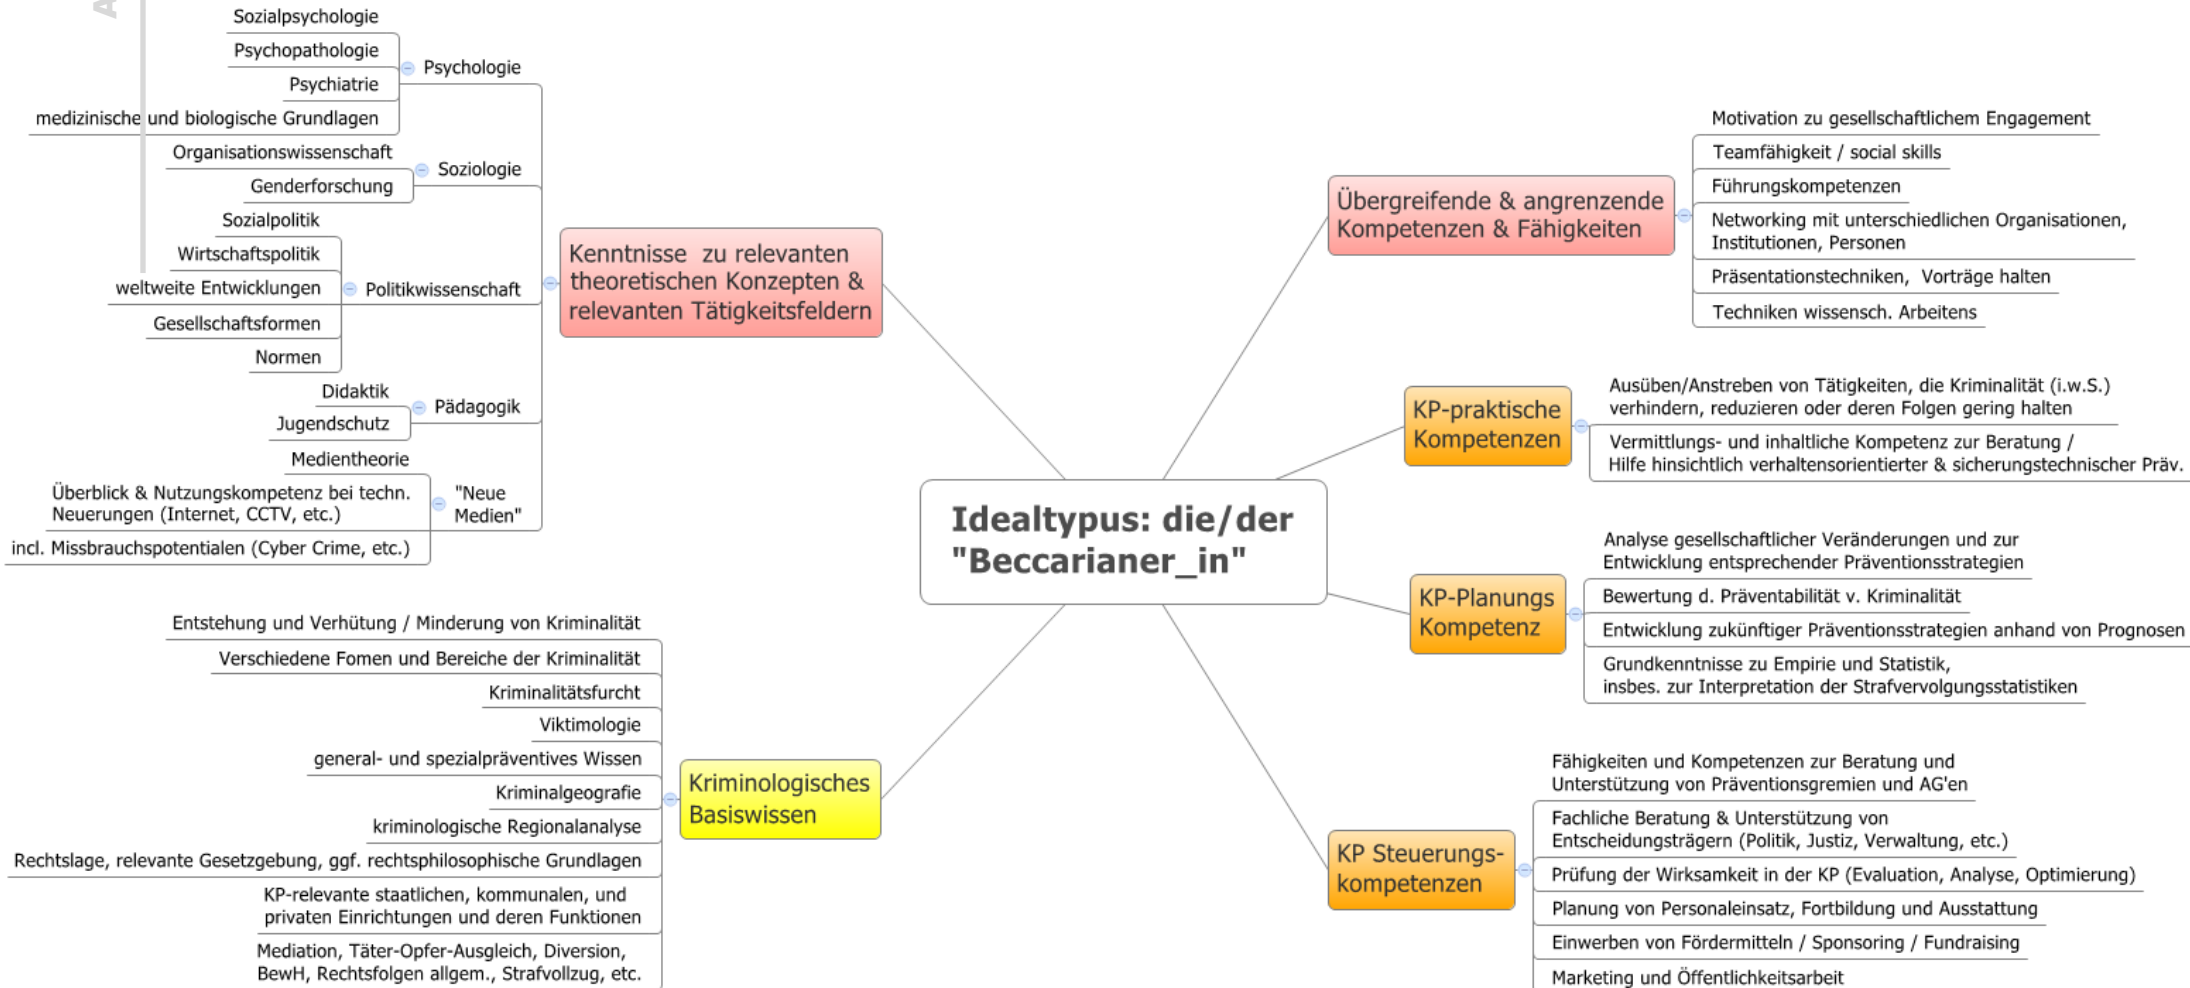 A
Sozialpsychologie
Psychopathologie
Psychiatrie
medizinische und biologische Grundlagen
Psychologie
Organisationswissenschaft
Genderforschung
Soziologie
Sozialpolitik
Wirtschaftspolitik
weltweite Entwicklungen
Gesellschaftsformen
Normen
Politikwissenschaft
Didaktik
Jugendschutz
Pädagogik
Medientheorie
Überblick & Nutzungskompetenz bei techn.
Neuerungen (Internet, CCTV, etc.)
incl. Missbrauchspotentialen (Cyber Crime, etc.)
"Neue
Medien"
Kenntnisse zu relevanten
theoretischen Konzepten &
relevanten Tätigkeitsfeldern
Entstehung und Verhütung / Minderung von Kriminalität
Verschiedene Fomen und Bereiche der Kriminalität
Kriminalitätsfurcht
Viktimologie
general- und spezialpräventives Wissen
Kriminalgeografie
kriminologische Regionalanalyse
Rechtslage, relevante Gesetzgebung, ggf. rechtsphilosophische Grundlagen
KP-relevante staatlichen, kommunalen, und
privaten Einrichtungen und deren Funktionen
Mediation, Täter-Opfer-Ausgleich, Diversion,
BewH, Rechtsfolgen allgem., Strafvollzug, etc.
Kriminologisches
Basiswissen
Idealtypus: die/der
"Beccarianer_in"
Übergreifende & angrenzende
Kompetenzen & Fähigkeiten
Motivation zu gesellschaftlichem Engagement
Teamfähigkeit / social skills
Führungskompetenzen
Networking mit unterschiedlichen Organisationen,
Institutionen, Personen
Präsentationstechniken, Vorträge halten
Techniken wissensch. Arbeitens
KP-praktische
Kompetenzen
Ausüben/Anstreben von Tätigkeiten, die Kriminalität (i.w.S.)
verhindern, reduzieren oder deren Folgen gering halten
Vermittlungs- und inhaltliche Kompetenz zur Beratung /
Hilfe hinsichtlich verhaltensorientierter & sicherungstechnischer Präv.
KP-Planungs
Kompetenz
Analyse gesellschaftlicher Veränderungen und zur
Entwicklung entsprechender Präventionsstrategien
Bewertung d. Präventabilität v. Kriminalität
Entwicklung zukünftiger Präventionsstrategien anhand von Prognosen
Grundkenntnisse zu Empirie und Statistik,
insbes. zur Interpretation der Strafvervolgungsstatistiken
KP Steuerungs-
kompetenzen
Fähigkeiten und Kompetenzen zur Beratung und
Unterstützung von Präventionsgremien und AG'en
Fachliche Beratung & Unterstützung von
Entscheidungsträgern (Politik, Justiz, Verwaltung, etc.)
Prüfung der Wirksamkeit in der KP (Evaluation, Analyse, Optimierung)
Planung von Personaleinsatz, Fortbildung und Ausstattung
Einwerben von Fördermitteln / Sponsoring / Fundraising
Marketing und Öffentlichkeitsarbeit